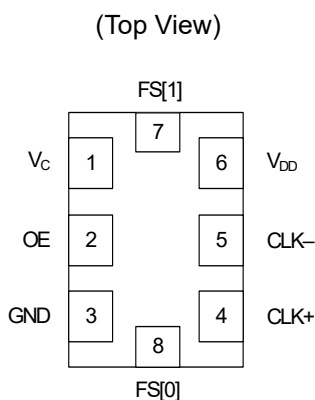 (Top View)
FS[1]
7
V_C 1 6 V_DD
OE 2 5 CLK–
GND 3 4 CLK+
8
FS[0]